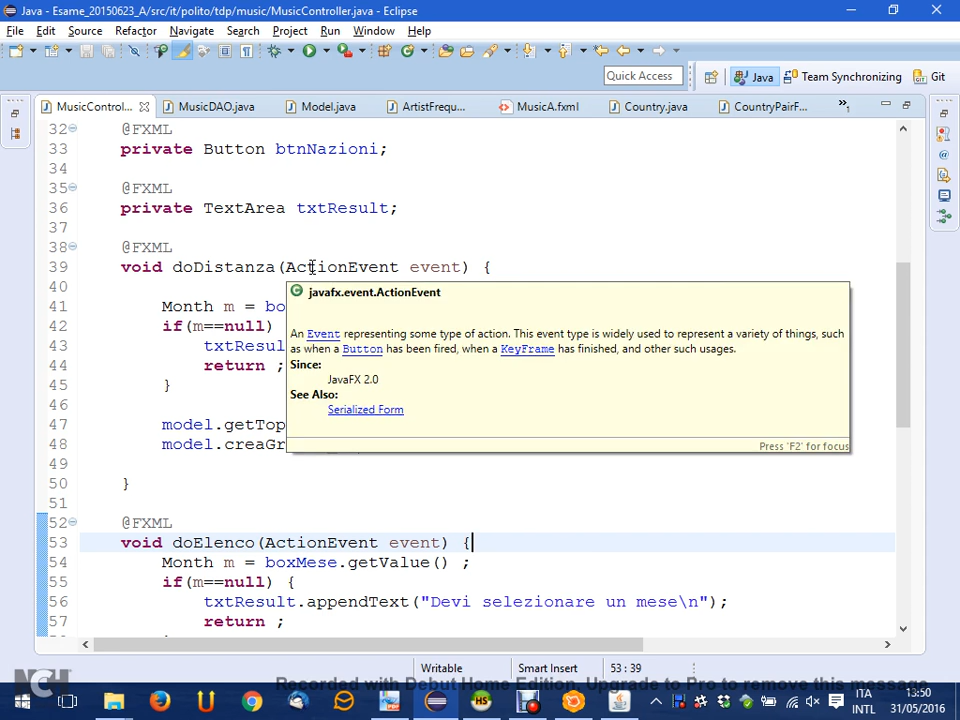 Java - Esame_20150623_A/src/it/polito/tdp/music/MusicController.java - Eclipse
File Edit Source Refactor Navigate Search Project Run Window Help
Quick Access Java Team Synchronizing Git
MusicControl... MusicDAO.java Model.java ArtistFrequ... MusicA.fxml Country.java CountryPairF... »1
32 @FXML
33 private Button btnNazioni;
34
35 @FXML
36 private TextArea txtResult;
37
38 @FXML
39 void doDistanza(ActionEvent event) {
40
41 Month m = bo
42 if(m==null)
43 txtResul
44 return ;
45 }
46
47 model.getTop
48 model.creaGr
49
50 }
51
52 @FXML
53 void doElenco(ActionEvent event) {
54 Month m = boxMese.getValue() ;
55 if(m==null) {
56 txtResult.appendText("Devi selezionare un mese\n");
57 return ;
javafx.event.ActionEvent
An Event representing some type of action. This event type is widely used to represent a variety of things, such
as when a Button has been fired, when a KeyFrame has finished, and other such usages.
Since:
JavaFX 2.0
See Also:
Serialized Form
Press 'F2' for focus
Writable Smart Insert 53 : 39
NCH
Recorded with Debut Home Edition, Upgrade to Pro to remove this message
HS
ITA
INTL
13:50
31/05/2016